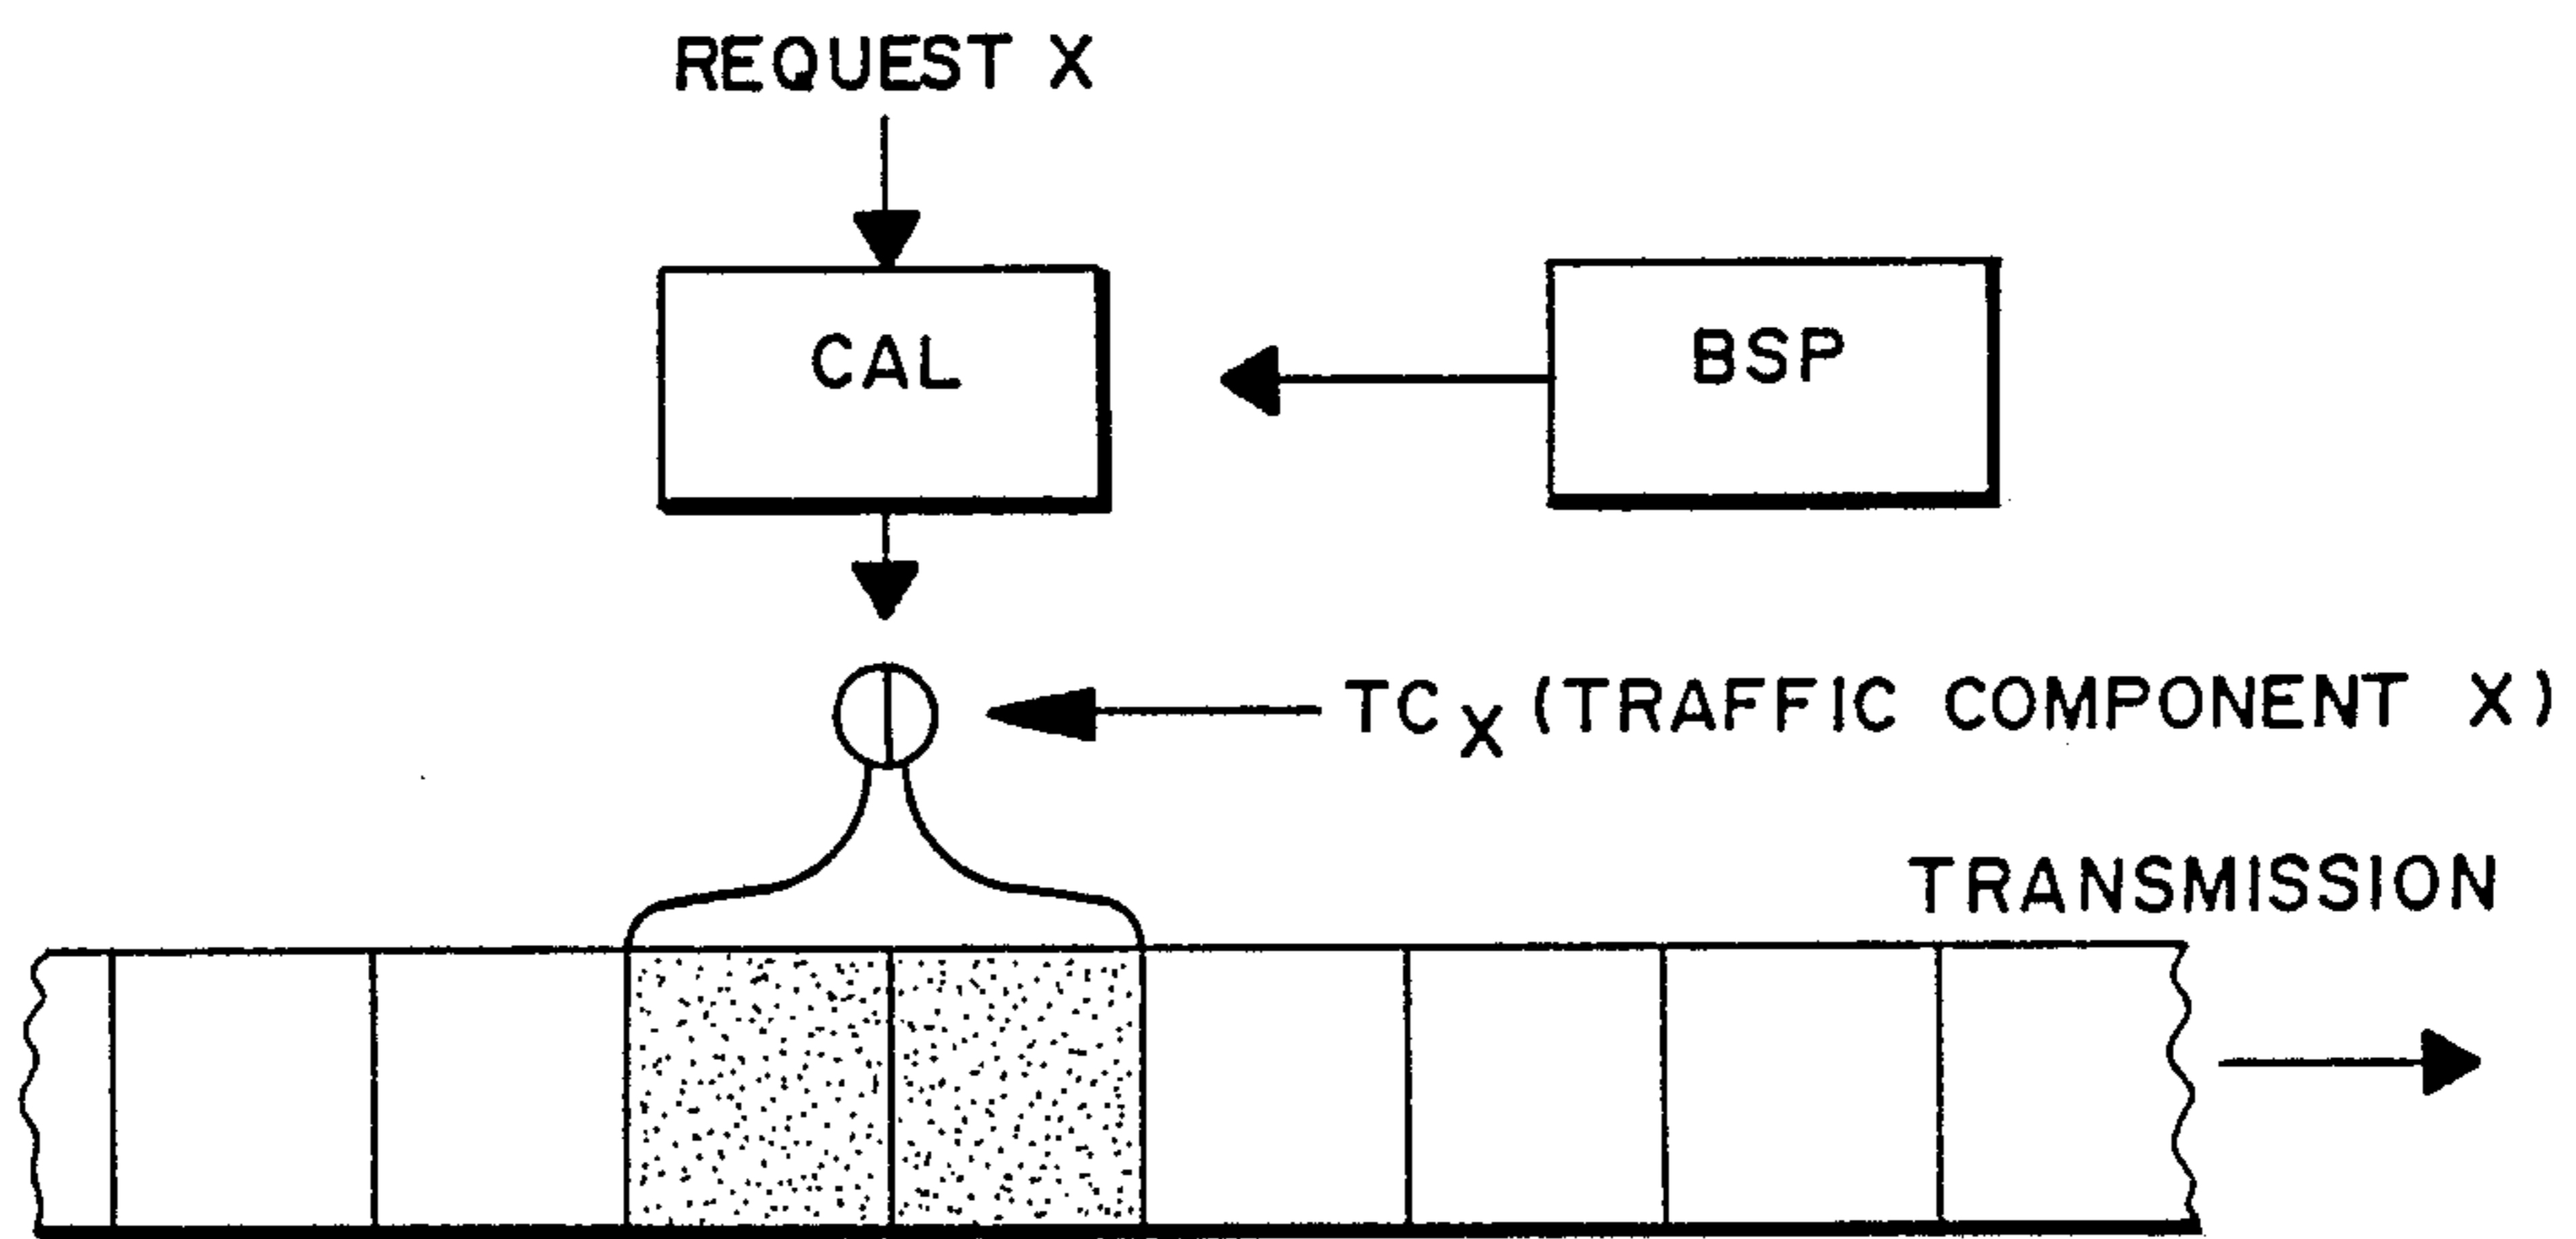 REQUEST X
CAL
BSP
TCX (TRAFFIC COMPONENT X)
TRANSMISSION